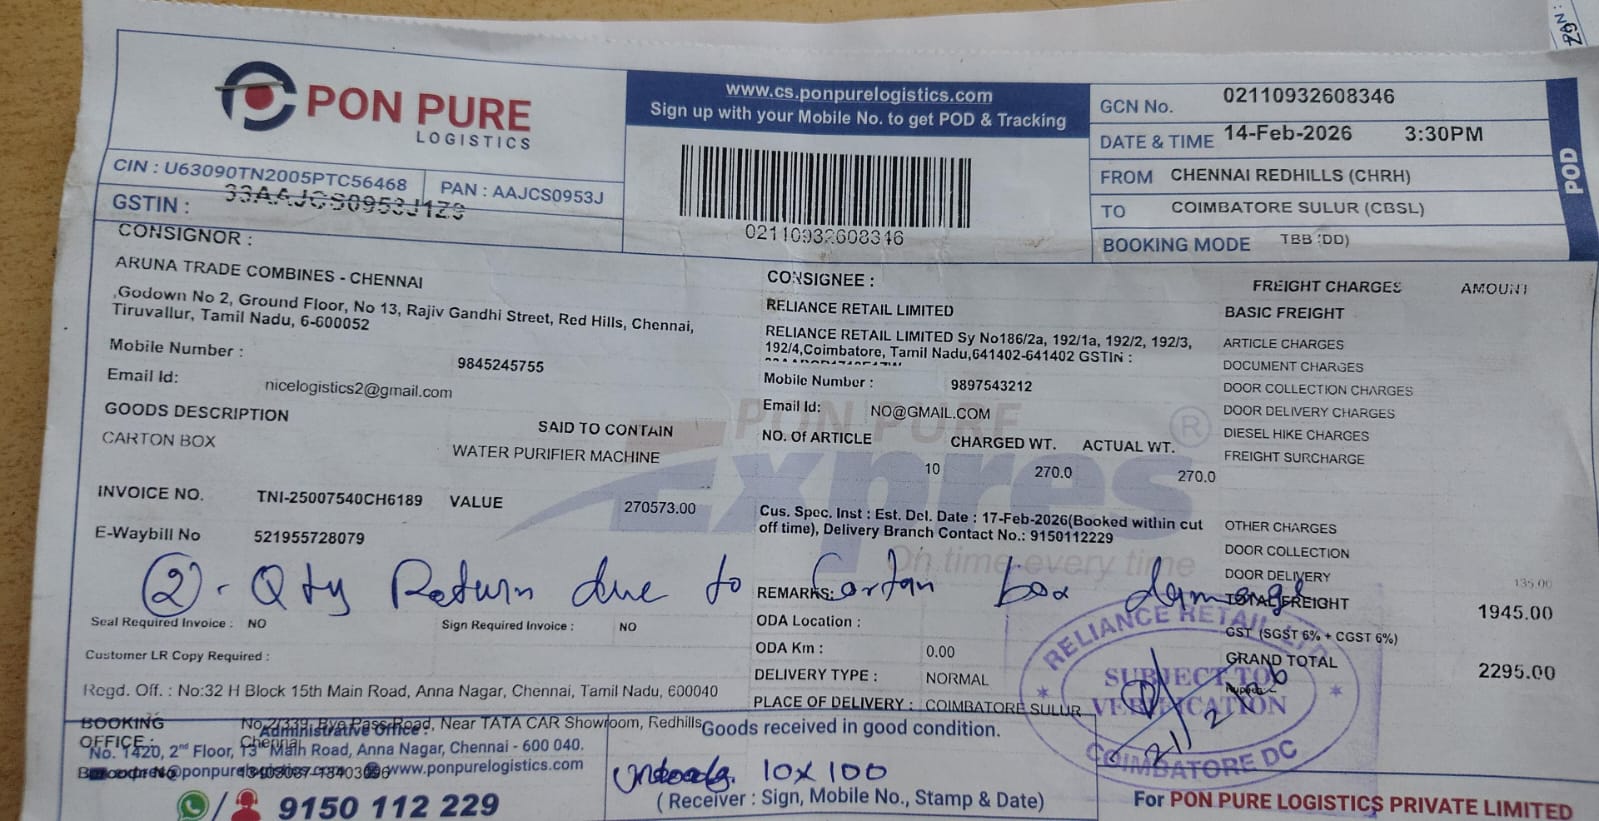 PON PURE
LOGISTICS
CIN : U63090TN2005PTC56468
PAN : AAJCS0953J
GSTIN : 33AAJCS0953J1Z9
www.cs.ponpurelogistics.com
Sign up with your Mobile No. to get POD & Tracking
02110932608346
GCN No. 02110932608346
DATE & TIME 14-Feb-2026 3:30PM
FROM CHENNAI REDHILLS (CHRH)
TO COIMBATORE SULUR (CBSL)
BOOKING MODE TBB (DD)
POD
CONSIGNOR :
ARUNA TRADE COMBINES - CHENNAI
,Godown No 2, Ground Floor, No 13, Rajiv Gandhi Street, Red Hills, Chennai,
Tiruvallur, Tamil Nadu, 6-600052
Mobile Number : 9845245755
Email Id: nicelogistics2@gmail.com
GOODS DESCRIPTION SAID TO CONTAIN
CARTON BOX WATER PURIFIER MACHINE
INVOICE NO. TNI-25007540CH6189 VALUE 270573.00
E-Waybill No 521955728079
CONSIGNEE :
RELIANCE RETAIL LIMITED
RELIANCE RETAIL LIMITED Sy No186/2a, 192/1a, 192/2, 192/3,
192/4,Coimbatore, Tamil Nadu,641402-641402 GSTIN :
Mobile Number : 9897543212
Email Id: NO@GMAIL.COM
NO. Of ARTICLE CHARGED WT. ACTUAL WT.
10 270.0 270.0
Cus. Spec. Inst : Est. Del. Date : 17-Feb-2026(Booked within cut
off time), Delivery Branch Contact No.: 9150112229
PON PURE
Expres ®
On time every time
FREIGHT CHARGES AMOUNT
BASIC FREIGHT
ARTICLE CHARGES
DOCUMENT CHARGES
DOOR COLLECTION CHARGES
DOOR DELIVERY CHARGES
DIESEL HIKE CHARGES
FREIGHT SURCHARGE
OTHER CHARGES
DOOR COLLECTION
DOOR DELIVERY 135.00
TOTAL FREIGHT 1945.00
GST (SGST 6% + CGST 6%)
GRAND TOTAL 2295.00
Rupees
(2) - Qty Return due to Cartan box damage
Seal Required Invoice : NO Sign Required Invoice : NO
Customer LR Copy Required :
REMARKS:
ODA Location :
ODA Km : 0.00
DELIVERY TYPE : NORMAL
PLACE OF DELIVERY : COIMBATORE SULUR
Regd. Off. : No:32 H Block 15th Main Road, Anna Nagar, Chennai, Tamil Nadu, 600040
BOOKING OFFICE : No.2/339, Bye Pass Road, Near TATA CAR Showroom, Redhills
Chennai
Administrative Office :
No. 1420, 2nd Floor, 13th Main Road, Anna Nagar, Chennai - 600 040.
www.ponpurelogistics.com
9150 112 229
Goods received in good condition.
10x100
(Receiver : Sign, Mobile No., Stamp & Date)
RELIANCE RETAIL LTD
SUBJECT TO
VERIFICATION
COIMBATORE DC
For PON PURE LOGISTICS PRIVATE LIMITED